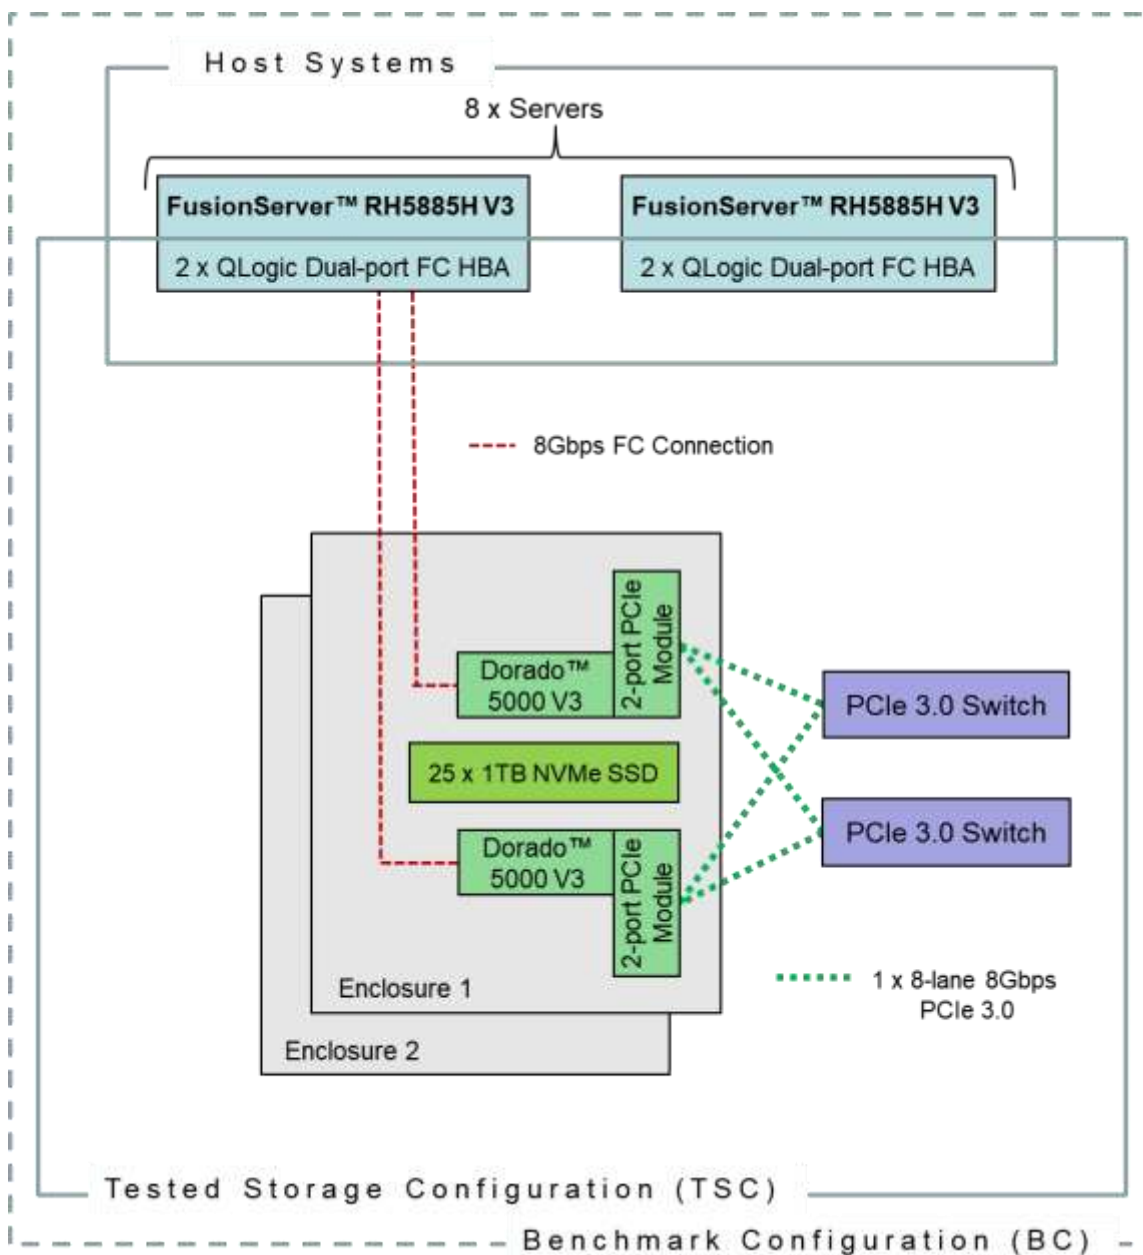 Host Systems
8 x Servers
FusionServer™ RH5885H V3
2 x QLogic Dual-port FC HBA
FusionServer™ RH5885H V3
2 x QLogic Dual-port FC HBA
8Gbps FC Connection
Dorado™
5000 V3
2-port PCIe
Module
25 x 1TB NVMe SSD
Dorado™
5000 V3
2-port PCIe
Module
PCIe 3.0 Switch
PCIe 3.0 Switch
1 x 8-lane 8Gbps
PCIe 3.0
Enclosure 1
Enclosure 2
Tested Storage Configuration (TSC)
Benchmark Configuration (BC)